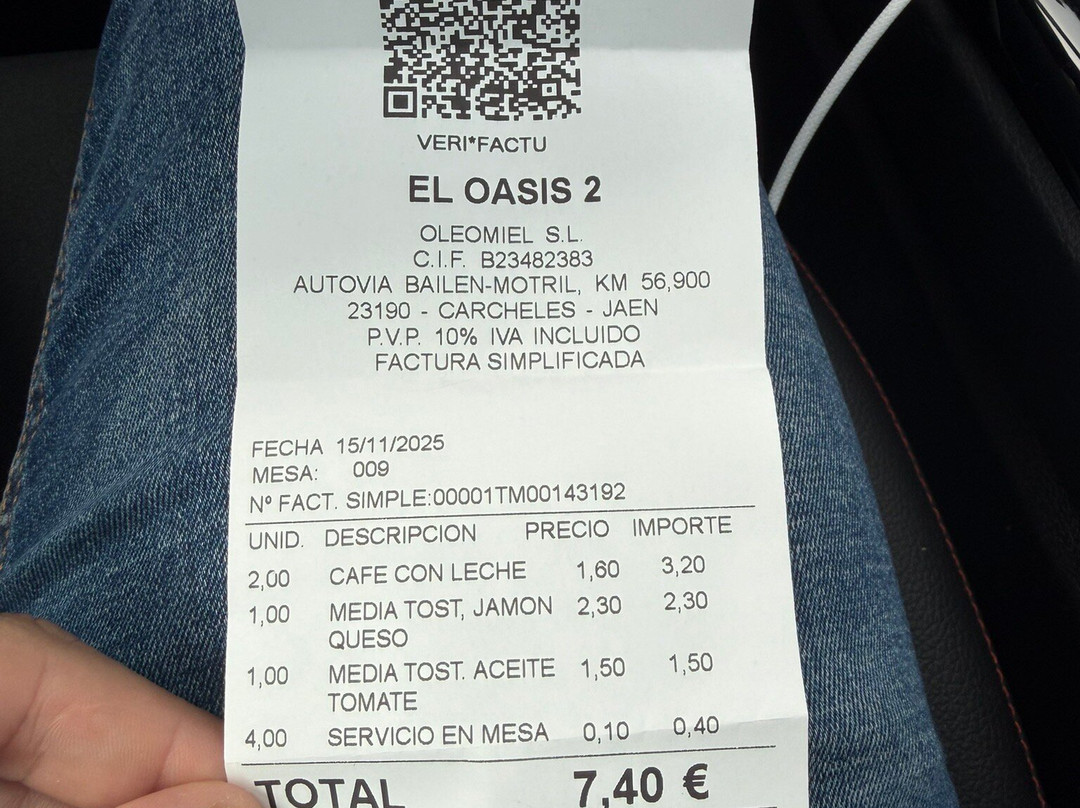 VERI*FACTU
EL OASIS 2
OLEOMIEL S.L.
C.I.F. B23482383
AUTOVIA BAILEN-MOTRIL, KM 56,900
23190 - CARCHELES - JAEN
P.V.P. 10% IVA INCLUIDO
FACTURA SIMPLIFICADA
FECHA 15/11/2025
MESA: 009
Nº FACT. SIMPLE:00001TM00143192
UNID. DESCRIPCION PRECIO IMPORTE
2,00 CAFE CON LECHE 1,60 3,20
1,00 MEDIA TOST, JAMON 2,30 2,30
QUESO
1,00 MEDIA TOST. ACEITE 1,50 1,50
TOMATE
4,00 SERVICIO EN MESA 0,10 0,40
TOTAL 7,40 €